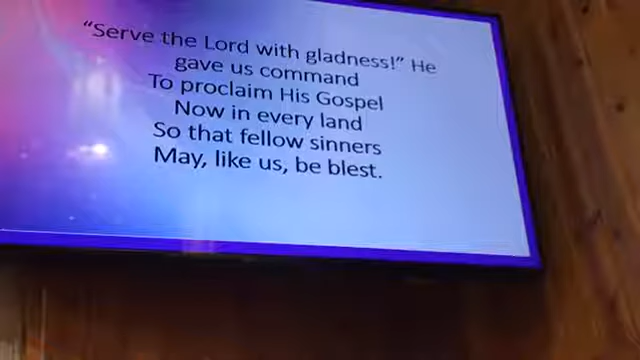 “Serve the Lord with gladness!” He
gave us command
To proclaim His Gospel
Now in every land
So that fellow sinners
May, like us, be blest.